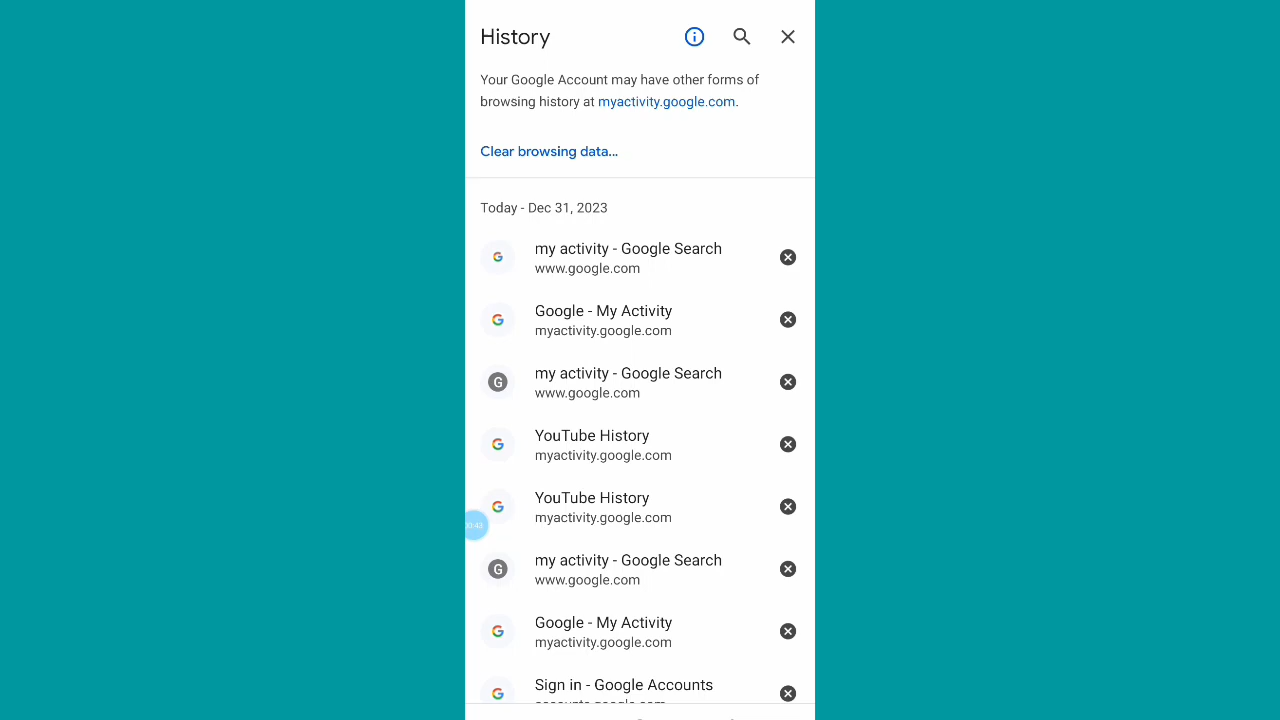 History
Your Google Account may have other forms of
browsing history at myactivity.google.com.
Clear browsing data...
Today - Dec 31, 2023
my activity - Google Search
www.google.com
Google - My Activity
myactivity.google.com
G
my activity - Google Search
www.google.com
YouTube History
myactivity.google.com
YouTube History
myactivity.google.com
00:43
G
my activity - Google Search
www.google.com
Google - My Activity
myactivity.google.com
Sign in - Google Accounts